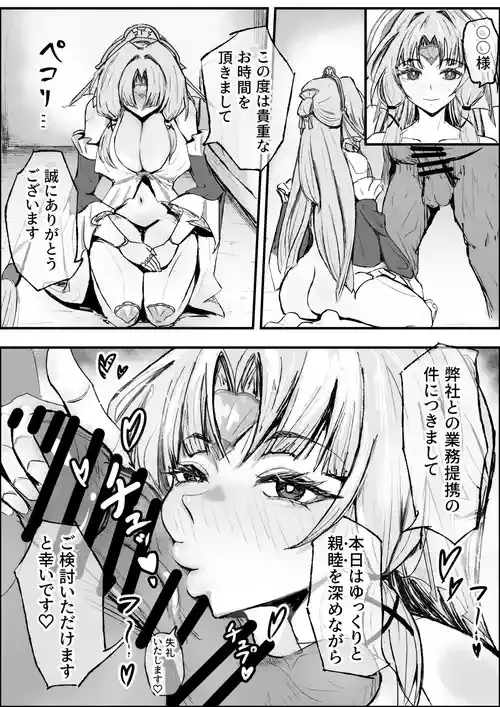 ○○様
この度は貴重な
お時間を
頂きまして
誠にありがとう
ございます
ペコリ
弊社との業務提携の
件につきまして
本日はゆっくりと
親睦を深めながら
ご検討いただけます
と幸いです♡
チュッ
フーッ
チュプ
失礼
いたします♡
フーッ